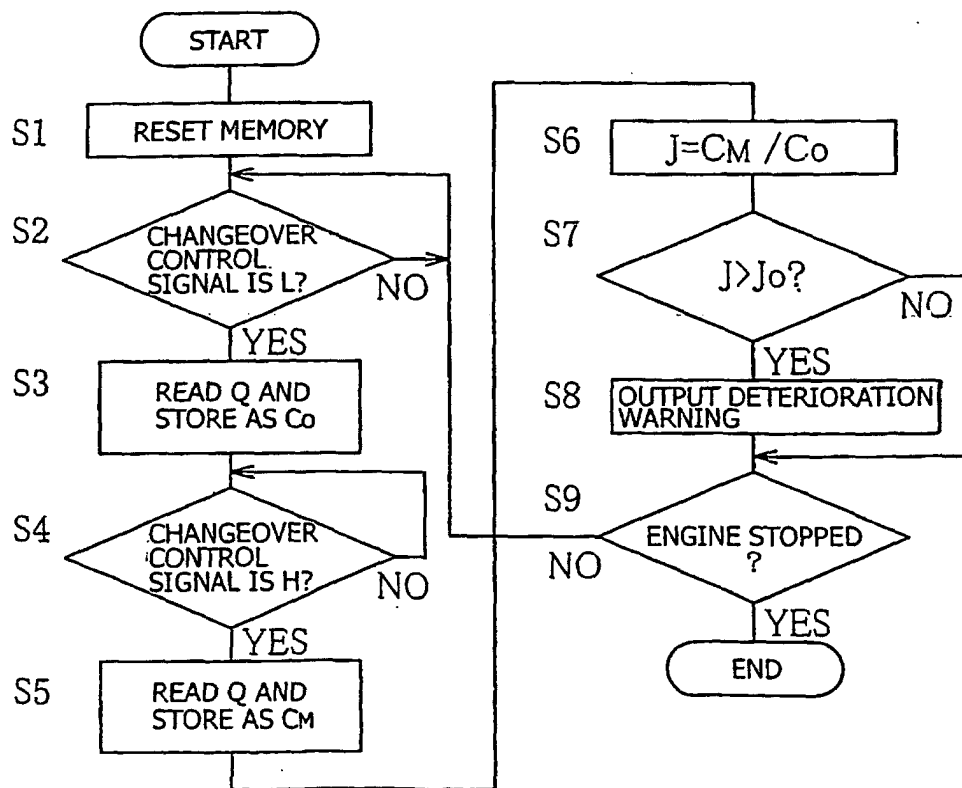 START
S1
RESET MEMORY
S2
CHANGEOVER
CONTROL.
SIGNAL IS L?
NO
YES
S3
READ Q AND
STORE AS Co
S4
CHANGEOVER
CONTROL
SIGNAL IS H?
NO
YES
S5
READ Q AND
STORE AS CM
S6
J=CM /Co
S7
J>Jo?
NO
YES
S8
OUTPUT DETERIORATION
WARNING
S9
ENGINE STOPPED
?
NO
YES
END